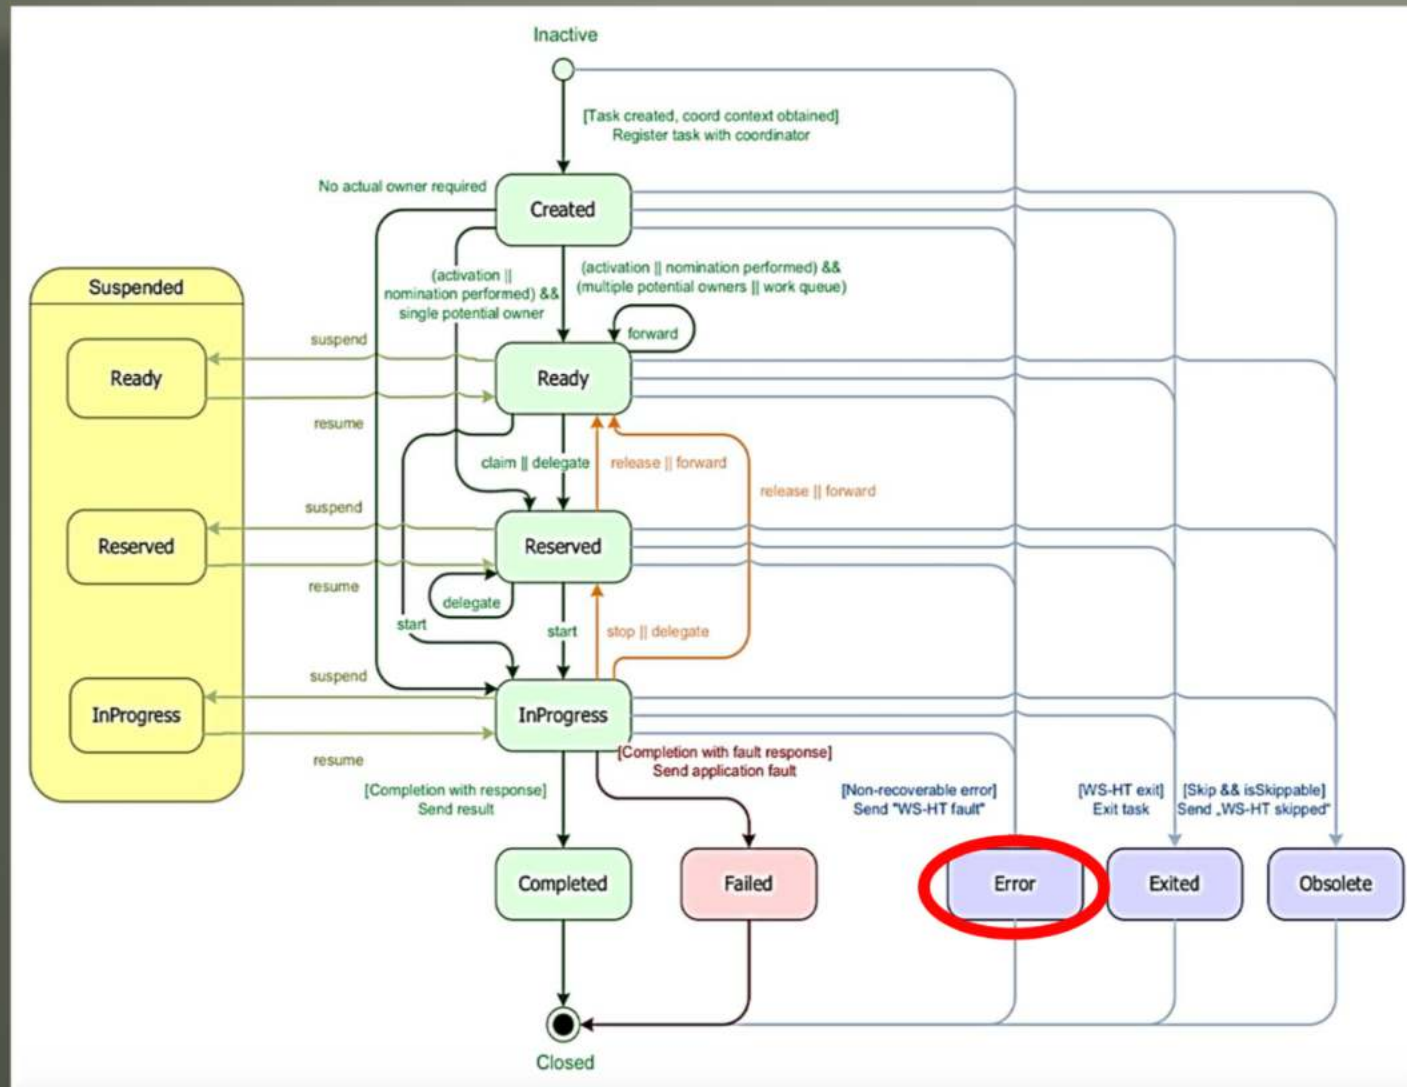 Inactive
[Task created, coord context obtained]
Register task with coordinator
No actual owner required
Created
(activation ||
nomination performed) &&
single potential owner
(activation || nomination performed) &&
(multiple potential owners || work queue)
Suspended
forward
suspend
Ready
Ready
resume
claim || delegate
release || forward
release || forward
suspend
Reserved
Reserved
resume
delegate
start
start
stop || delegate
suspend
InProgress
InProgress
resume
[Completion with fault response]
Send application fault
[Completion with response]
Send result
[Non-recoverable error]
Send "WS-HT fault"
[WS-HT exit]
Exit task
[Skip && isSkippable]
Send „WS-HT skipped"
Completed
Failed
Error
Exited
Obsolete
Closed